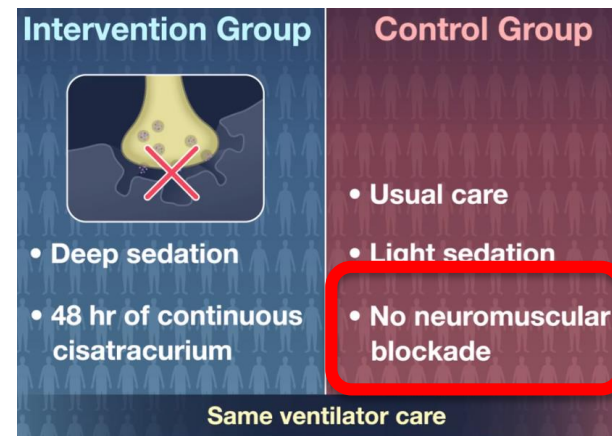 Intervention Group
• Deep sedation
• 48 hr of continuous
cisatracurium
Control Group
• Usual care
• Light sedation
• No neuromuscular
blockade
Same ventilator care